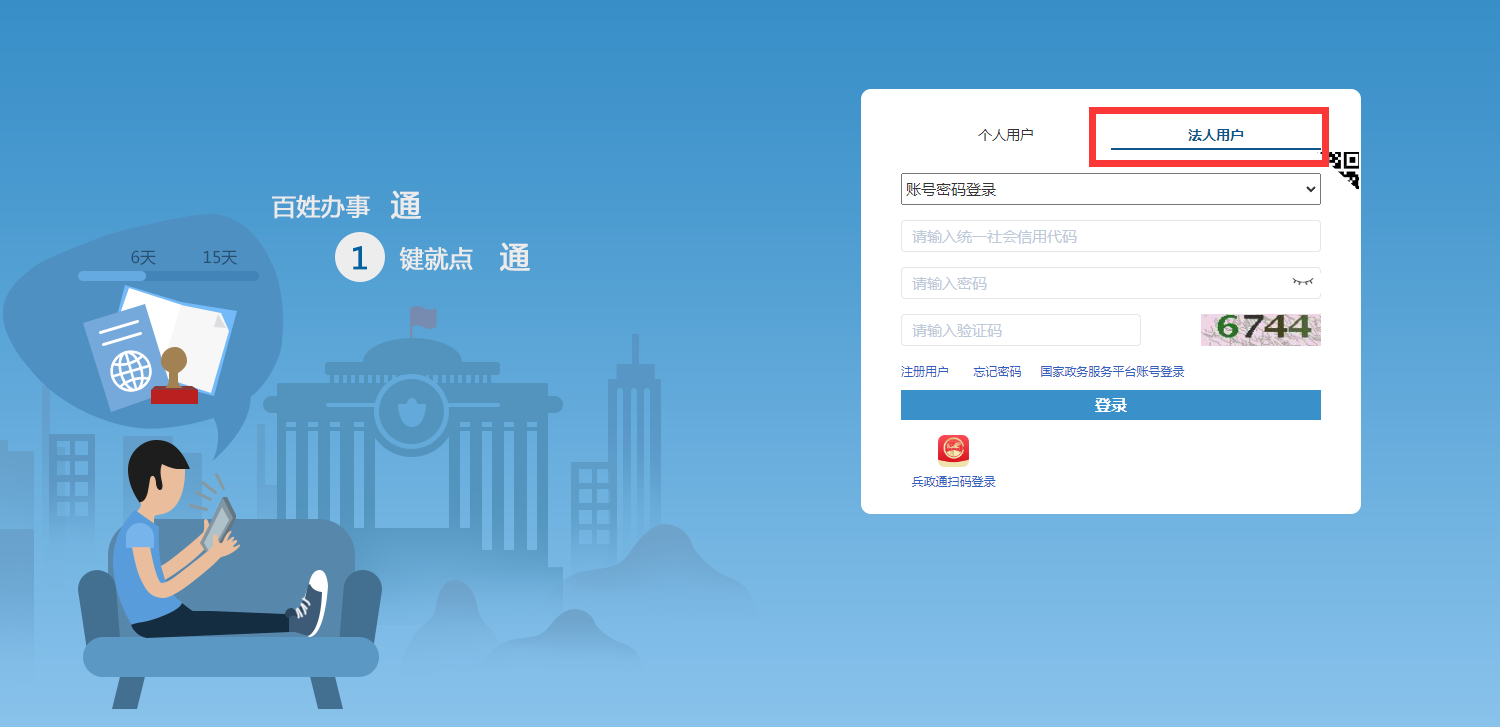 百姓办事 通
1 键就点 通
6天 15天
个人用户 法人用户
账号密码登录
请输入统一社会信用代码
请输入密码
请输入验证码 6744
注册用户 忘记密码 国家政务服务平台账号登录
登录
兵政通扫码登录